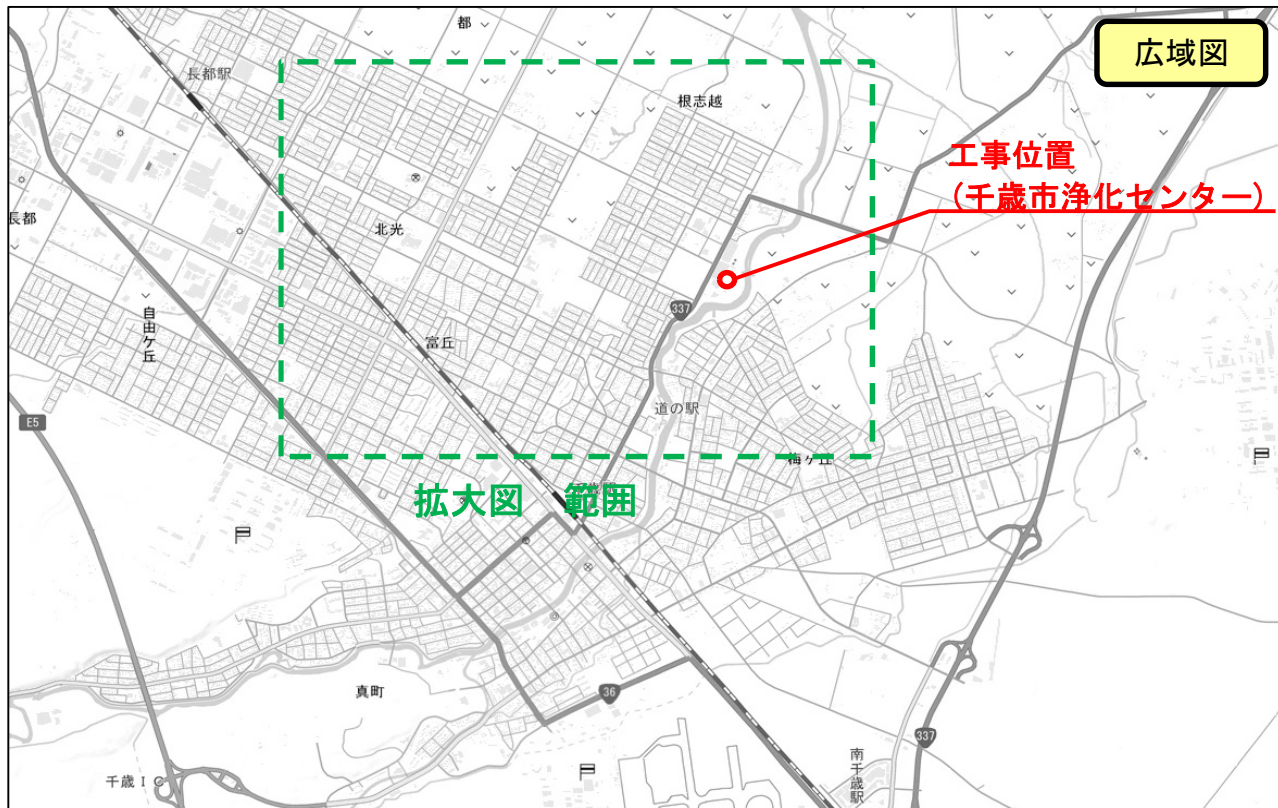 広域図
都
長都駅
根志越
工事位置
（千歳市浄化センター）
長都
北光
自由ケ丘
337
富丘
道の駅
E5
梅ケ丘
拡大図　範囲
真町
36
337
南千歳駅
千歳IC